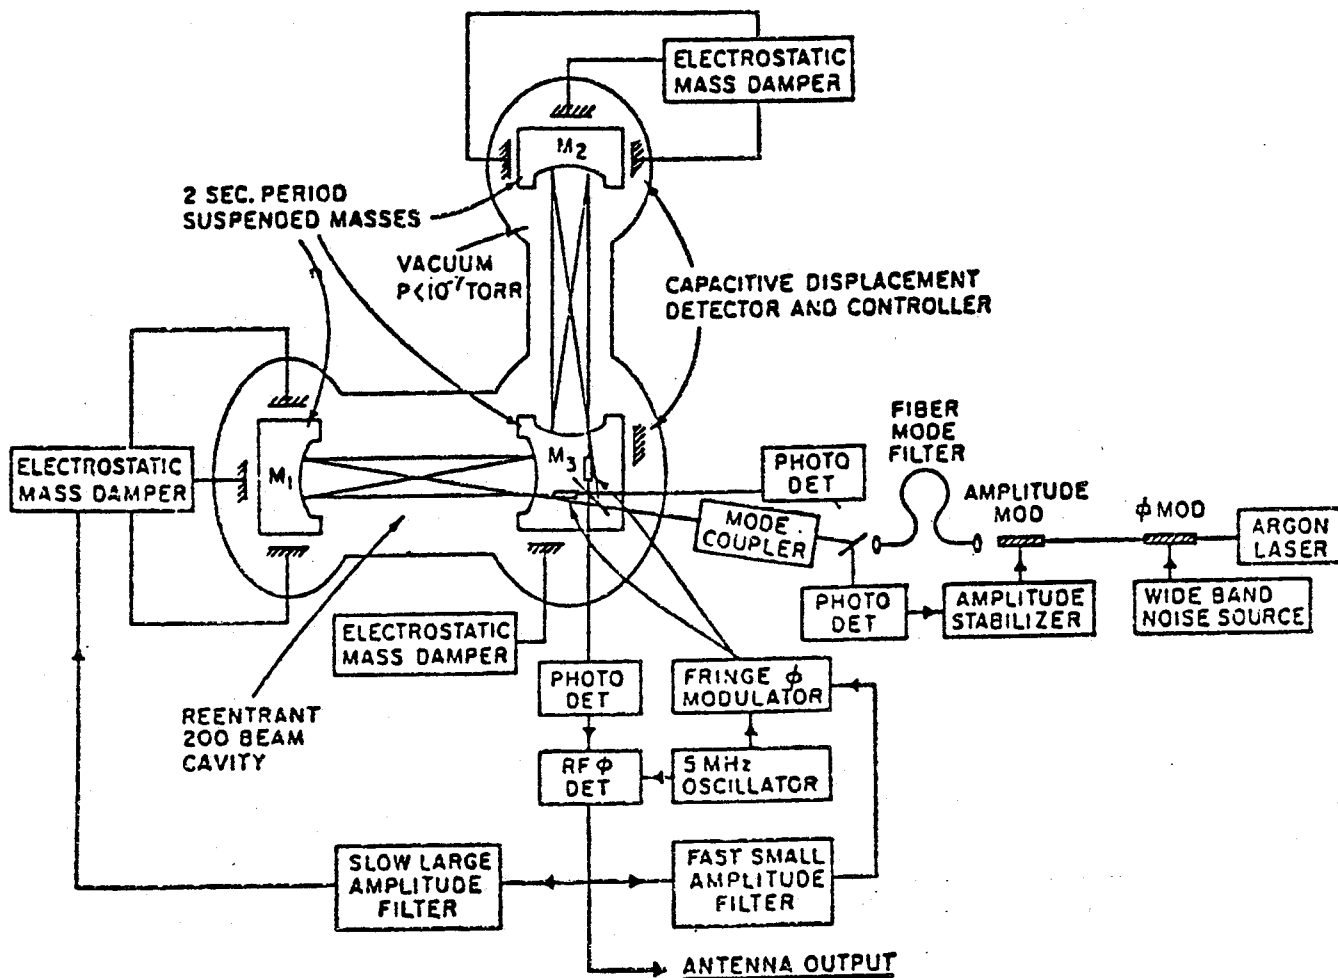 ELECTROSTATIC
MASS DAMPER
M2
2 SEC. PERIOD
SUSPENDED MASSES
VACUUM
P<10⁻⁷ TORR
CAPACITIVE DISPLACEMENT
DETECTOR AND CONTROLLER
FIBER
MODE
FILTER
ELECTROSTATIC
MASS DAMPER
M1
M3
PHOTO
DET
MODE
COUPLER
AMPLITUDE
MOD
ϕ MOD
ARGON
LASER
PHOTO
DET
AMPLITUDE
STABILIZER
WIDE BAND
NOISE SOURCE
ELECTROSTATIC
MASS DAMPER
REENTRANT
200 BEAM
CAVITY
PHOTO
DET
FRINGE ϕ
MODULATOR
RF ϕ
DET
5 MHz
OSCILLATOR
SLOW LARGE
AMPLITUDE
FILTER
FAST SMALL
AMPLITUDE
FILTER
ANTENNA OUTPUT